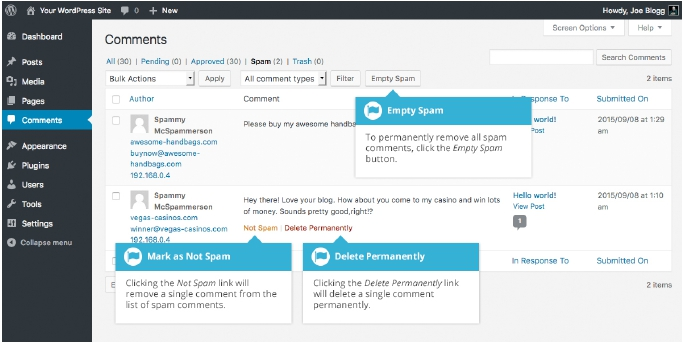 Your WordPress Site 0 + New Howdy, Joe Blogg
Dashboard
Posts
Media
Pages
Comments
Appearance
Plugins
Users
Tools
Settings
Collapse menu
Screen Options Help
Comments
All (30) | Pending (0) | Approved (30) | Spam (2) | Trash (0)
Search Comments
Bulk Actions Apply All comment types Filter Empty Spam 2 items
Author Comment In Response To Submitted On
Spammy
McSpammerson
awesome-handbags.com
buynow@awesome-
handbags.com
192.168.0.4
Please buy my awesome handba
Post
2015/09/08 at 1:29
am
Empty Spam
To permanently remove all spam
comments, click the Empty Spam
button.
Spammy
McSpammerson
vegas-casinos.com
winner@vegas-casinos.com
192.168.0.4
Hey there! Love your blog. How about you come to my casino and win lots
of money. Sounds pretty good,right!?
Not Spam | Delete Permanently
Hello world!
View Post
1
2015/09/08 at 1:10
am
Mark as Not Spam
Clicking the Not Spam link will
remove a single comment from the
list of spam comments.
Delete Permanently
Clicking the Delete Permanently link
will delete a single comment
permanently.
In Response To Submitted On
2 items